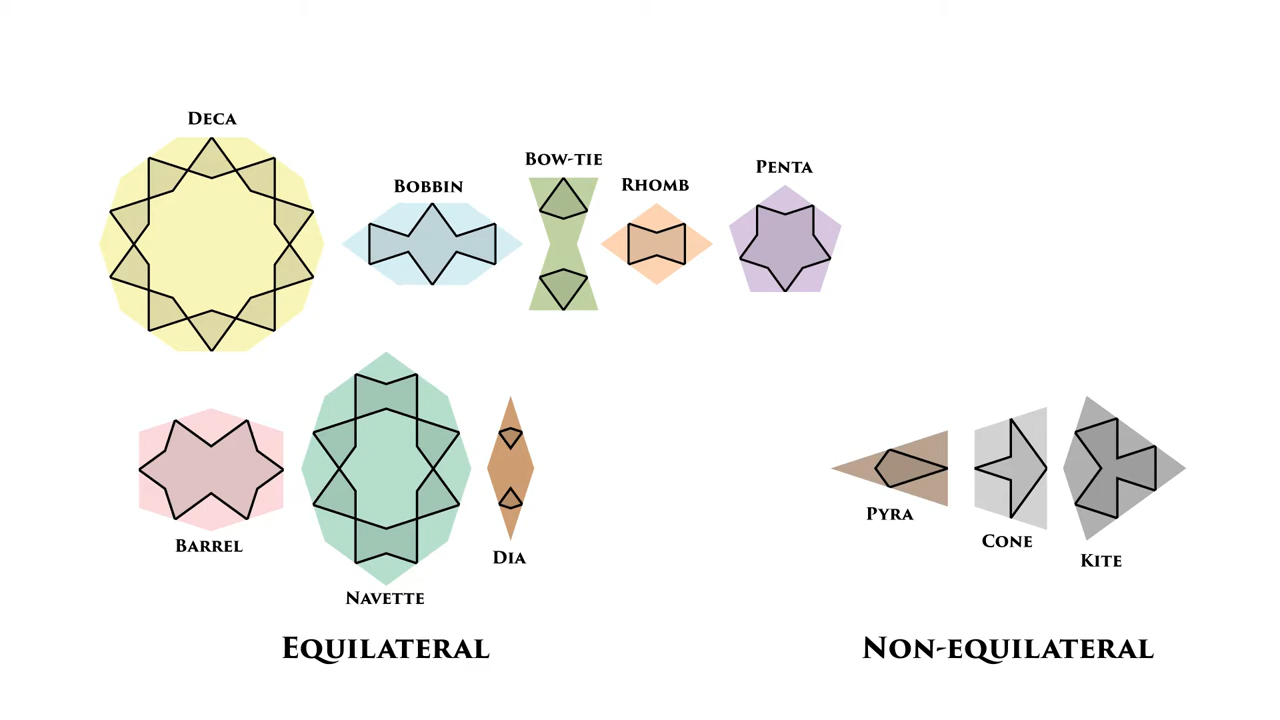 Deca
Bobbin
Bow-tie
Rhomb
Penta
Barrel
Navette
Dia
Pyra
Cone
Kite
Equilateral
Non-equilateral